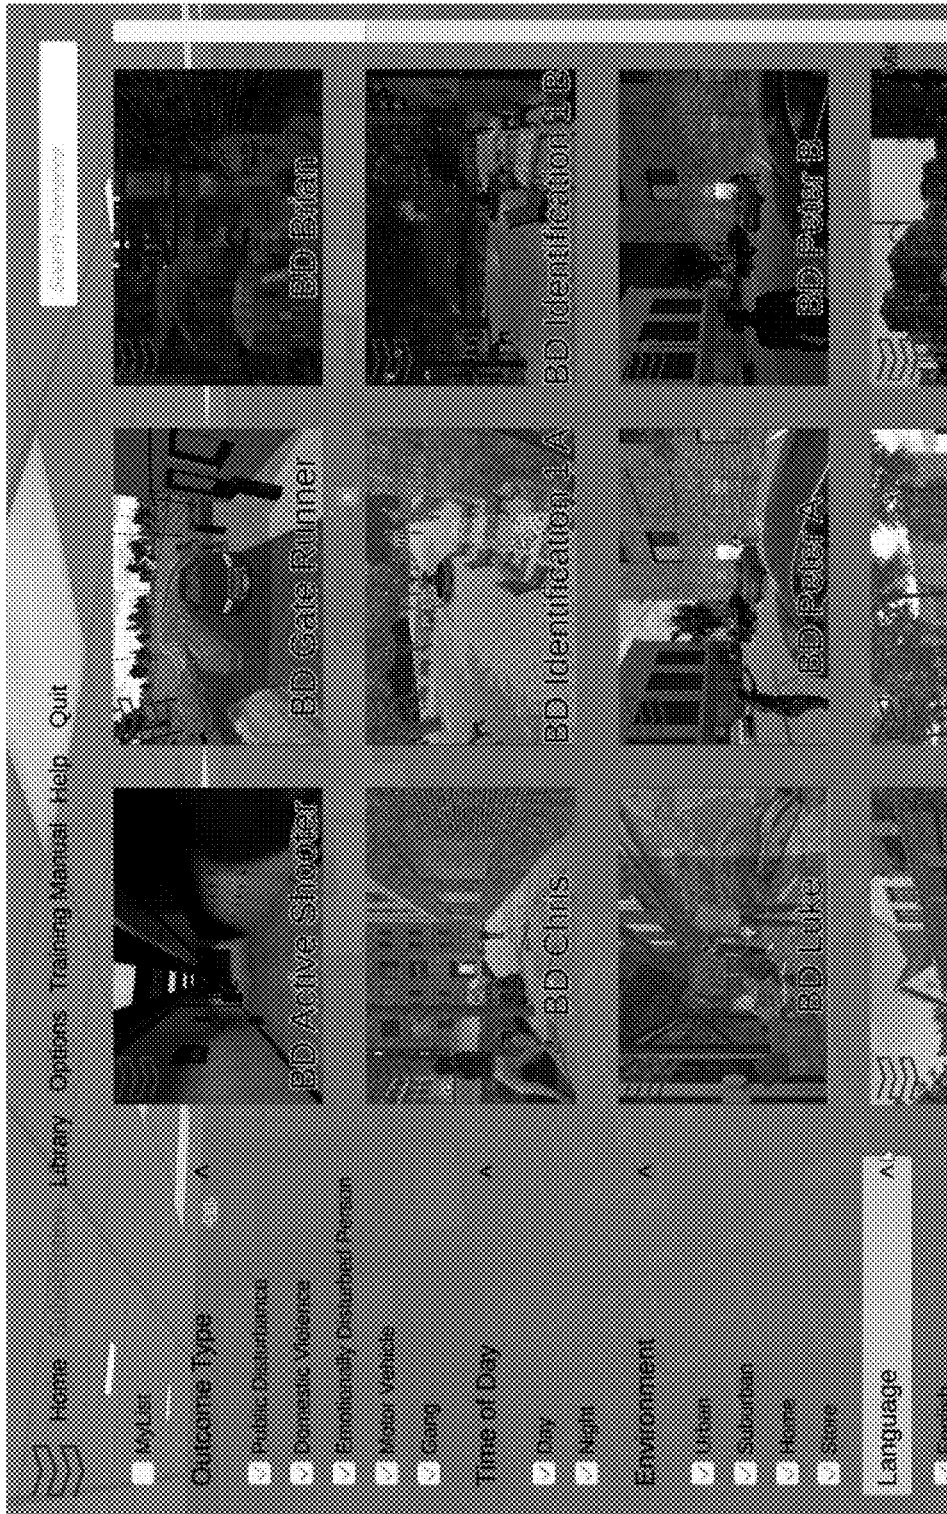 Home Library Options Training Manual Help Quit
MyList
Outcome Type
Public Disturbance
Domestic Violence
Emotionally Disturbed Person
Motor Vehicle
Gang
Time of Day
Day
Night
Environment
Urban
Suburban
Home
Store
Language
BD Active Shooter
BD Gate Runner
BD Brian
BD Chris
BD Identification 1 A
BD Identification 1 B
BD Luke
BD Peter A
BD Peter B